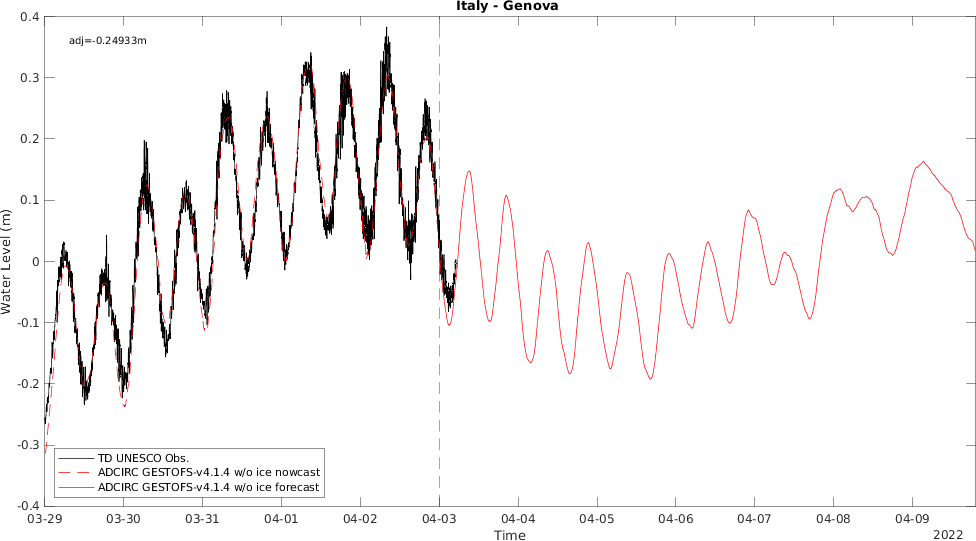 Italy - Genova
adj=-0.24933m
Water Level (m)
0.4
0.3
0.2
0.1
0
-0.1
-0.2
-0.3
-0.4
TD UNESCO Obs.
ADCIRC GESTOFS-v4.1.4 w/o ice nowcast
ADCIRC GESTOFS-v4.1.4 w/o ice forecast
03-29 03-30 03-31 04-01 04-02 04-03 04-04 04-05 04-06 04-07 04-08 04-09
Time
2022